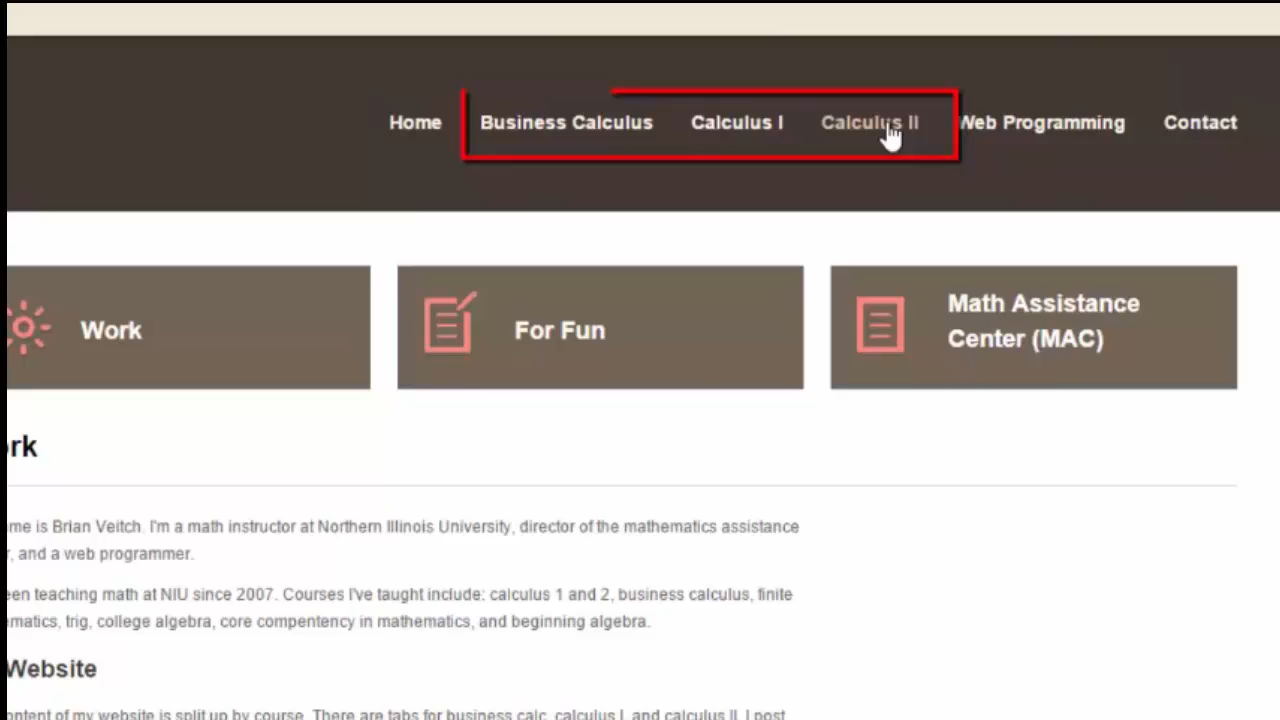 Home Business Calculus Calculus I Calculus II Web Programming Contact
Work For Fun Math Assistance
Center (MAC)
ork
me is Brian Veitch. I'm a math instructor at Northern Illinois University, director of the mathematics assistance
r, and a web programmer.
een teaching math at NIU since 2007. Courses I've taught include: calculus 1 and 2, business calculus, finite
ematics, trig, college algebra, core compentency in mathematics, and beginning algebra.
Website
ontent of my website is split up by course. There are tabs for business calc, calculus I, and calculus II. I post